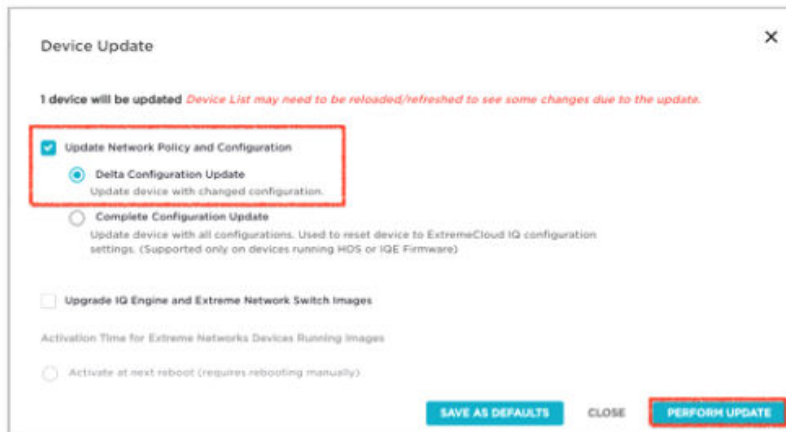 Device Update
1 device will be updated Device List may need to be reloaded/refreshed to see some changes due to the update.
Update Network Policy and Configuration
Delta Configuration Update
Update device with changed configuration.
Complete Configuration Update
Update device with all configurations. Used to reset device to ExtremeCloud IQ configuration
settings. (Supported only on devices running HOS or IQE Firmware)
Upgrade IQ Engine and Extreme Network Switch Images
Activation Time for Extreme Networks Devices Running Images
Activate at next reboot (requires rebooting manually)
SAVE AS DEFAULTS CLOSE PERFORM UPDATE